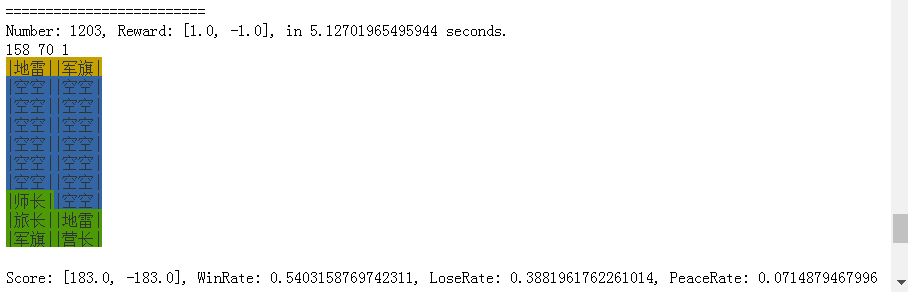 =========================
Number: 1203, Reward: [1.0, -1.0], in 5.12701965495944 seconds.
158 70 1
|地雷||军旗|
|空空||空空|
|空空||空空|
|空空||空空|
|空空||空空|
|空空||空空|
|空空||空空|
|师长||空空|
|旅长||地雷|
|军旗||营长|
Score: [183.0, -183.0], WinRate: 0.5403158769742311, LoseRate: 0.3881961762261014, PeaceRate: 0.0714879467996